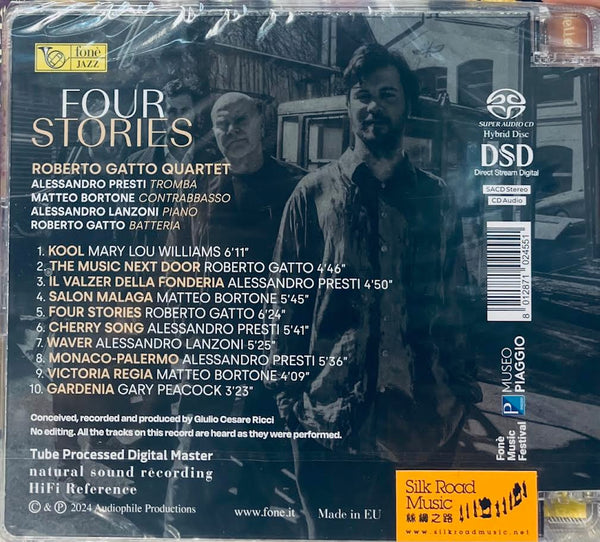 fonè
JAZZ
FOUR
STORIES
ROBERTO GATTO QUARTET
ALESSANDRO PRESTI TROMBA
MATTEO BORTONE CONTRABBASSO
ALESSANDRO LANZONI PIANO
ROBERTO GATTO BATTERIA
1. KOOL MARY LOU WILLIAMS 6'11"
2. THE MUSIC NEXT DOOR ROBERTO GATTO 4'46"
3. IL VALZER DELLA FONDERIA ALESSANDRO PRESTI 4'50"
4. SALON MALAGA MATTEO BORTONE 5'45"
5. FOUR STORIES ROBERTO GATTO 6'24"
6. CHERRY SONG ALESSANDRO PRESTI 5'41"
7. WAVER ALESSANDRO LANZONI 5'25"
8. MONACO-PALERMO ALESSANDRO PRESTI 5'36"
9. VICTORIA REGIA MATTEO BORTONE 4'09"
10. GARDENIA GARY PEACOCK 3'23"
Conceived, recorded and produced by Giulio Cesare Ricci
No editing. All the tracks on this record are heard as they were performed.
Tube Processed Digital Master
natural sound recording
HiFi Reference
© & ℗ 2024 Audiophile Productions
www.fone.it
Made in EU
SUPER AUDIO CD
Hybrid Disc
DSD
Direct Stream Digital
SACD Stereo
CD Audio
8 012871 024551
MUSEO
PIAGGIO
Fonè
Music
Festival
Silk Road
Music
絲綢之路
www.silkroadmusic.net